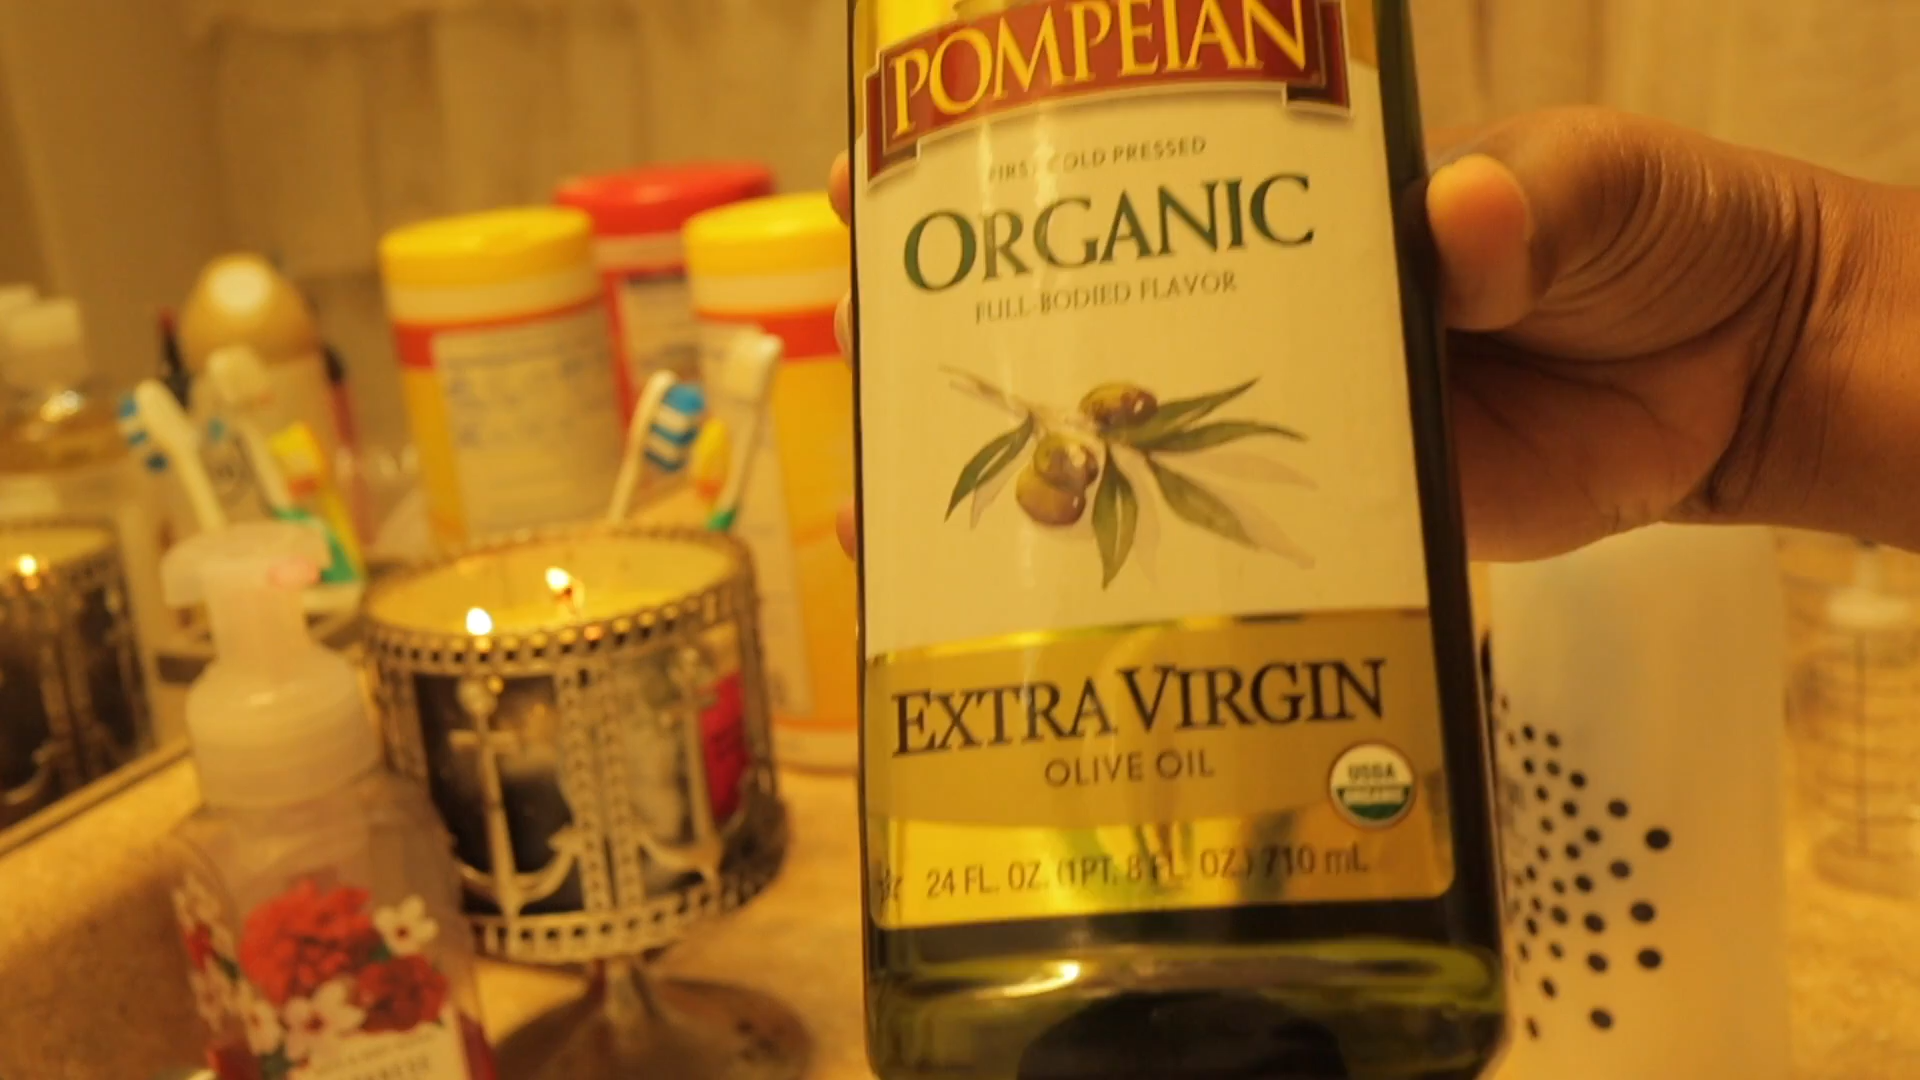 POMPEIAN
FIRST COLD PRESSED
ORGANIC
FULL-BODIED FLAVOR
EXTRA VIRGIN
OLIVE OIL
USDA
ORGANIC
24 FL. OZ. (1PT. 8 FL. OZ.) 710 mL